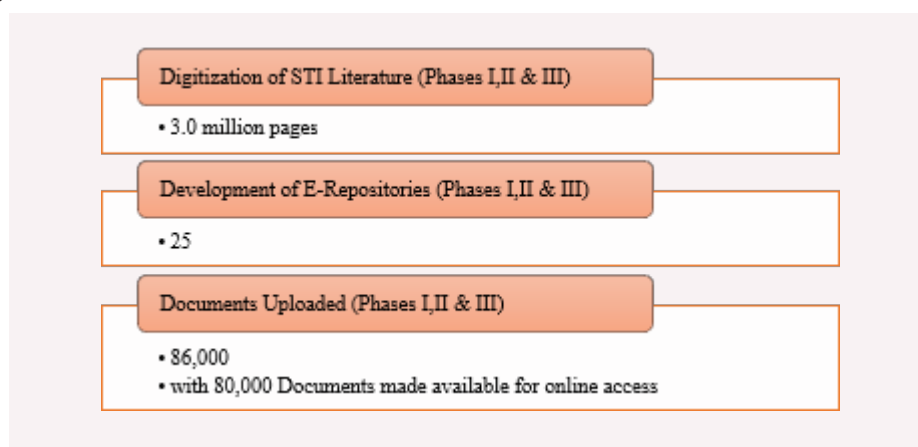 Digitization of STI Literature (Phases I,II & III)
• 3.0 million pages
Development of E-Repositories (Phases I,II & III)
• 25
Documents Uploaded (Phases I,II & III)
• 86,000
• with 80,000 Documents made available for online access